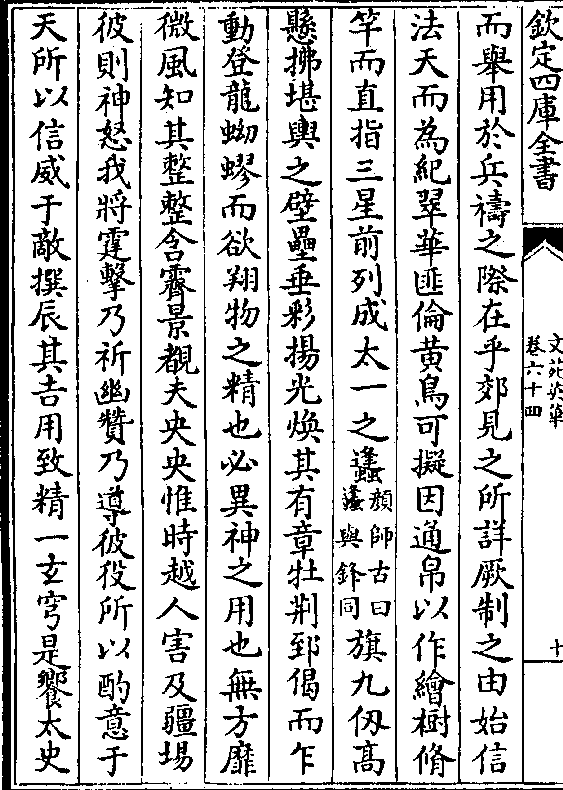 欽定四庫全書
文苑英華
卷六十四
十
而舉用於兵禱之際在乎郊見之所詳厥制之由始信
法天而為紀翠華匪倫黄鳥可擬因通帛以作繪樹脩
竿而直指三星前列成太一之䗬顔師古曰䗬與鋒同旗九仭髙
懸拂堪輿之壁壘垂彩揚光煥其有章牡荆郅偈而乍
動登龍蚴蟉而欲翔物之精也必異神之用也無方靡
微風知其整整含霽景覩夫央央惟時越人害及疆埸
彼則神怒我將霆擊乃祈幽贊乃導彼役所以酌意于
天所以信威于敵撰辰其吉用致精一玄穹是饗太史